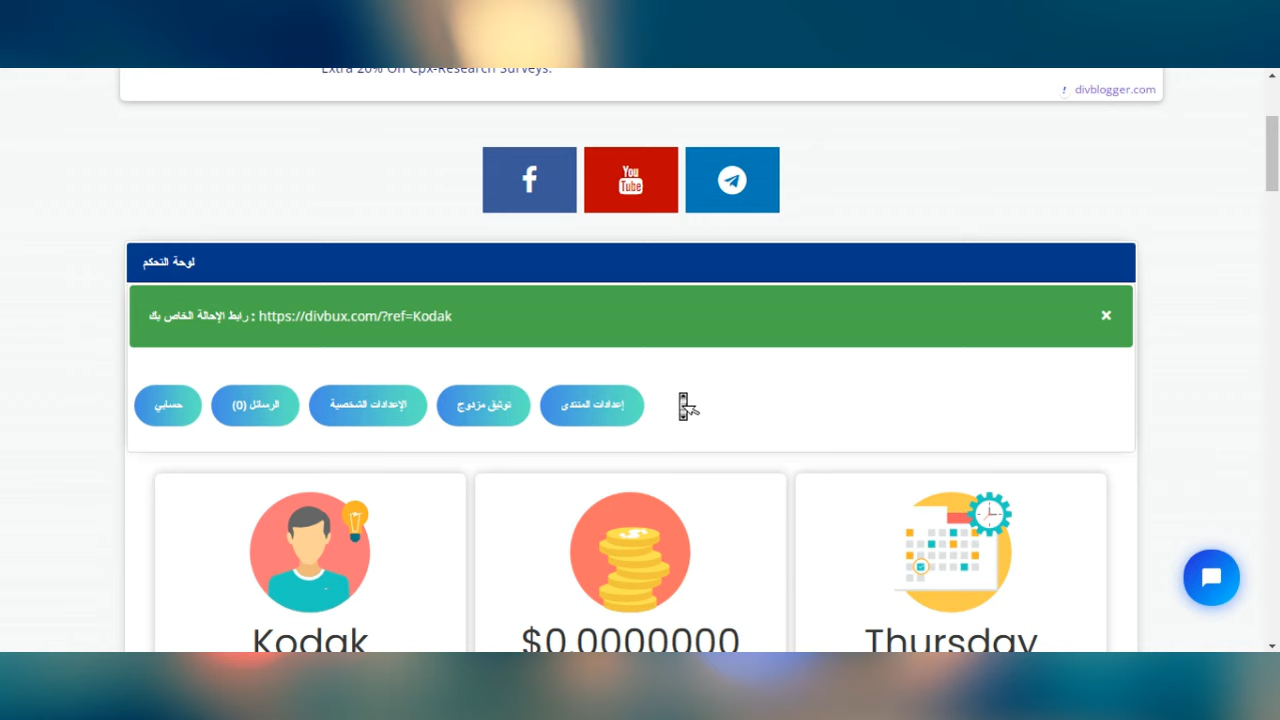 Extra 20% On Cpx-Research Surveys.
divblogger.com
You
Tube
لوحة التحكم
رابط الإحالة الخاص بك : https://divbux.com/?ref=Kodak
×
حسابي
الرسائل (0)
الإعدادات الشخصية
توثيق مزدوج
إعدادات المنتدى
Kodak
$0.0000000
Thursday